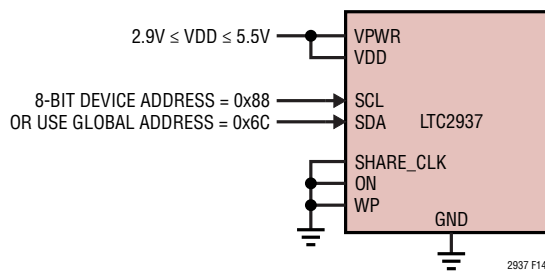 2.9V ≤ VDD ≤ 5.5V
VPWR
VDD
8-BIT DEVICE ADDRESS = 0x88
SCL
OR USE GLOBAL ADDRESS = 0x6C
SDA
LTC2937
SHARE_CLK
ON
WP
GND
2937 F14